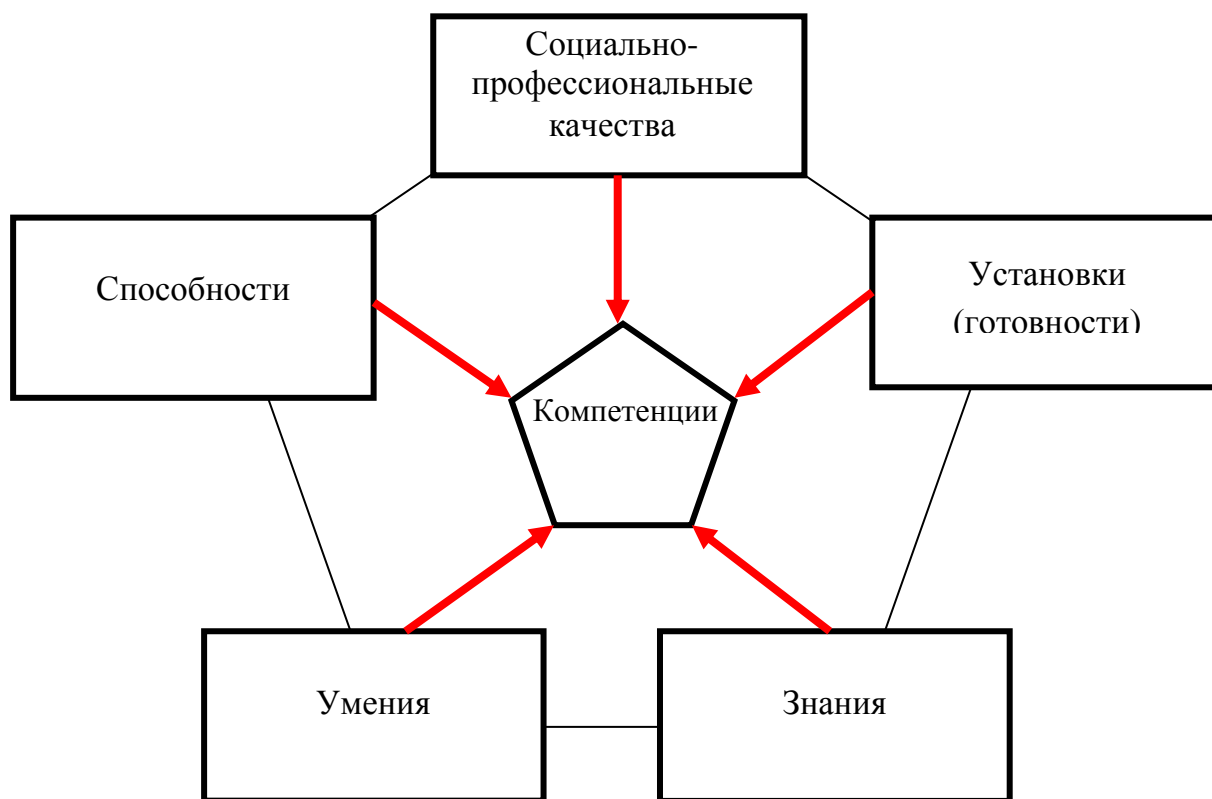 Социально-
профессиональные
качества
Способности
Установки
(готовности)
Компетенции
Умения
Знания